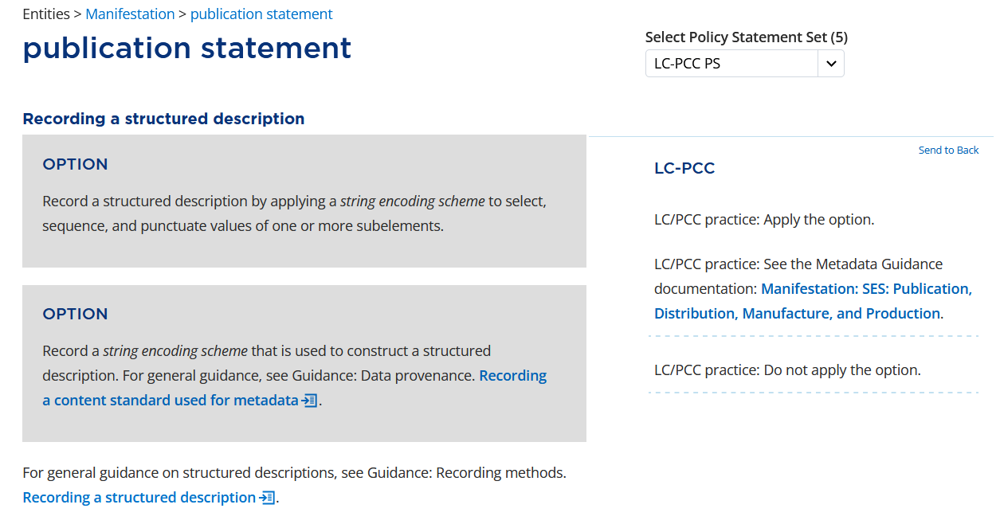 Entities > Manifestation > publication statement
publication statement
Select Policy Statement Set (5)
LC-PCC PS
Recording a structured description
OPTION
Record a structured description by applying a string encoding scheme to select,
sequence, and punctuate values of one or more subelements.
OPTION
Record a string encoding scheme that is used to construct a structured
description. For general guidance, see Guidance: Data provenance. Recording
a content standard used for metadata.
For general guidance on structured descriptions, see Guidance: Recording methods.
Recording a structured description.
Send to Back
LC-PCC
LC/PCC practice: Apply the option.
LC/PCC practice: See the Metadata Guidance
documentation: Manifestation: SES: Publication,
Distribution, Manufacture, and Production.
LC/PCC practice: Do not apply the option.